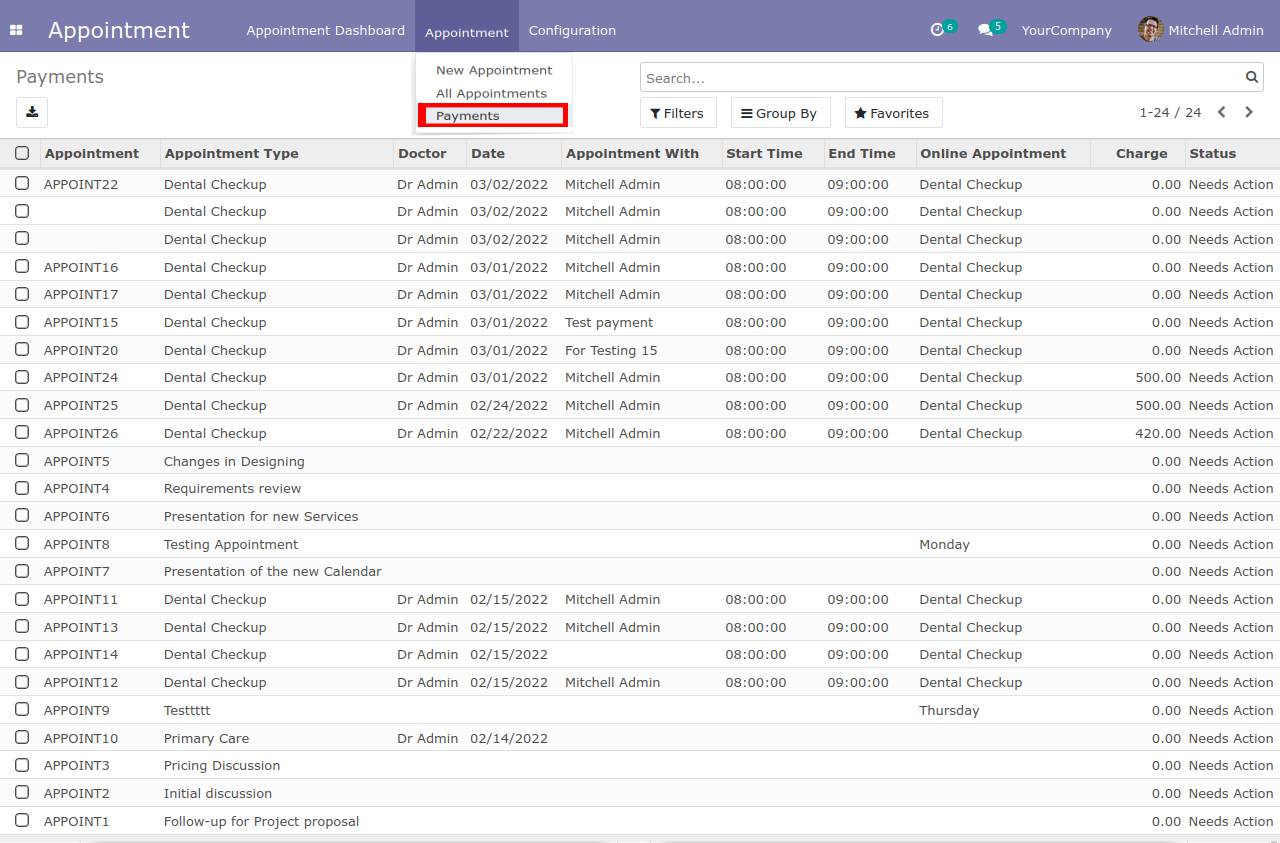 Appointment Appointment Dashboard Appointment Configuration 6 5 YourCompany Mitchell Admin
Payments
New Appointment
All Appointments
Payments
Search...
Filters Group By Favorites 1-24 / 24
Appointment Appointment Type Doctor Date Appointment With Start Time End Time Online Appointment Charge Status
APPOINT22 Dental Checkup Dr Admin 03/02/2022 Mitchell Admin 08:00:00 09:00:00 Dental Checkup 0.00 Needs Action
Dental Checkup Dr Admin 03/02/2022 Mitchell Admin 08:00:00 09:00:00 Dental Checkup 0.00 Needs Action
Dental Checkup Dr Admin 03/02/2022 Mitchell Admin 08:00:00 09:00:00 Dental Checkup 0.00 Needs Action
APPOINT16 Dental Checkup Dr Admin 03/01/2022 Mitchell Admin 08:00:00 09:00:00 Dental Checkup 0.00 Needs Action
APPOINT17 Dental Checkup Dr Admin 03/01/2022 Mitchell Admin 08:00:00 09:00:00 Dental Checkup 0.00 Needs Action
APPOINT15 Dental Checkup Dr Admin 03/01/2022 Test payment 08:00:00 09:00:00 Dental Checkup 0.00 Needs Action
APPOINT20 Dental Checkup Dr Admin 03/01/2022 For Testing 15 08:00:00 09:00:00 Dental Checkup 0.00 Needs Action
APPOINT24 Dental Checkup Dr Admin 03/01/2022 Mitchell Admin 08:00:00 09:00:00 Dental Checkup 500.00 Needs Action
APPOINT25 Dental Checkup Dr Admin 02/24/2022 Mitchell Admin 08:00:00 09:00:00 Dental Checkup 500.00 Needs Action
APPOINT26 Dental Checkup Dr Admin 02/22/2022 Mitchell Admin 08:00:00 09:00:00 Dental Checkup 420.00 Needs Action
APPOINT5 Changes in Designing 0.00 Needs Action
APPOINT4 Requirements review 0.00 Needs Action
APPOINT6 Presentation for new Services 0.00 Needs Action
APPOINT8 Testing Appointment Monday 0.00 Needs Action
APPOINT7 Presentation of the new Calendar 0.00 Needs Action
APPOINT11 Dental Checkup Dr Admin 02/15/2022 Mitchell Admin 08:00:00 09:00:00 Dental Checkup 0.00 Needs Action
APPOINT13 Dental Checkup Dr Admin 02/15/2022 Mitchell Admin 08:00:00 09:00:00 Dental Checkup 0.00 Needs Action
APPOINT14 Dental Checkup Dr Admin 02/15/2022 08:00:00 09:00:00 Dental Checkup 0.00 Needs Action
APPOINT12 Dental Checkup Dr Admin 02/15/2022 Mitchell Admin 08:00:00 09:00:00 Dental Checkup 0.00 Needs Action
APPOINT9 Testtttt Thursday 0.00 Needs Action
APPOINT10 Primary Care Dr Admin 02/14/2022 0.00 Needs Action
APPOINT3 Pricing Discussion 0.00 Needs Action
APPOINT2 Initial discussion 0.00 Needs Action
APPOINT1 Follow-up for Project proposal 0.00 Needs Action